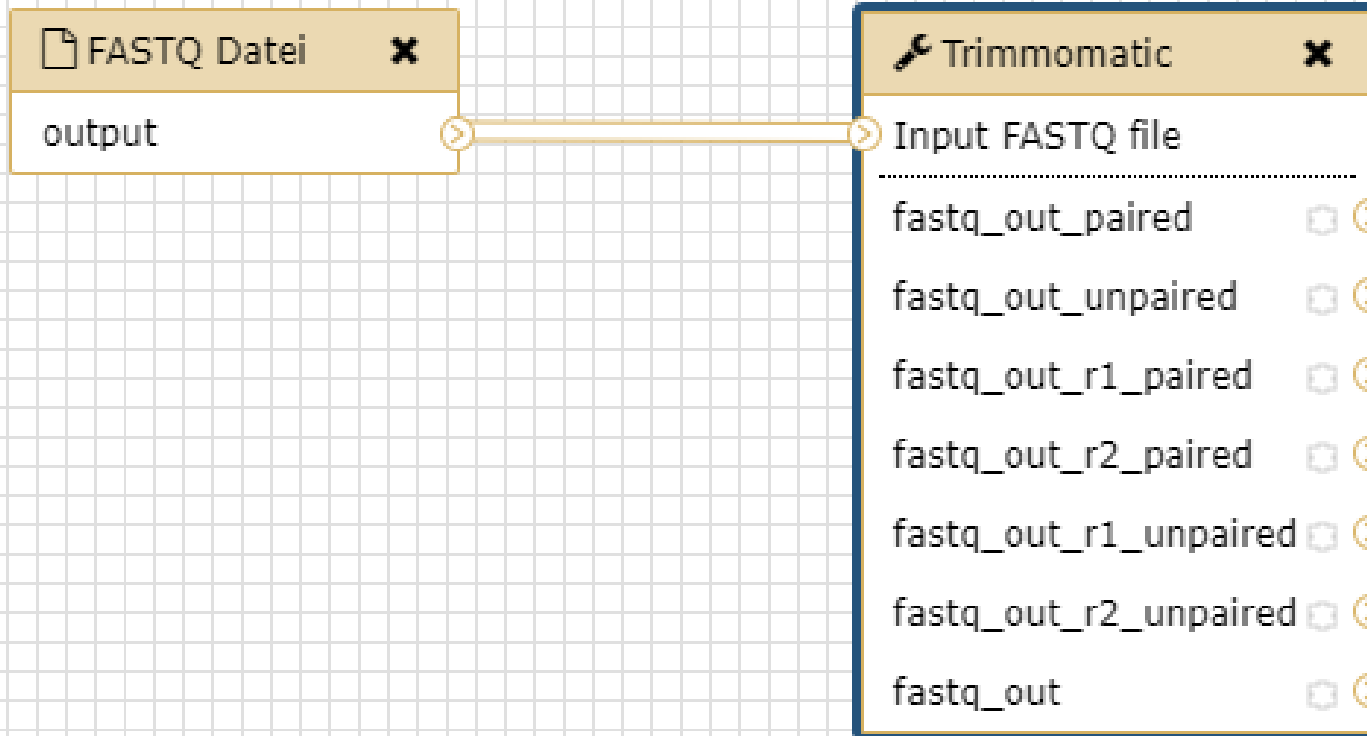 FASTQ Datei
output
Trimmomatic
Input FASTQ file
fastq_out_paired
fastq_out_unpaired
fastq_out_r1_paired
fastq_out_r2_paired
fastq_out_r1_unpaired
fastq_out_r2_unpaired
fastq_out